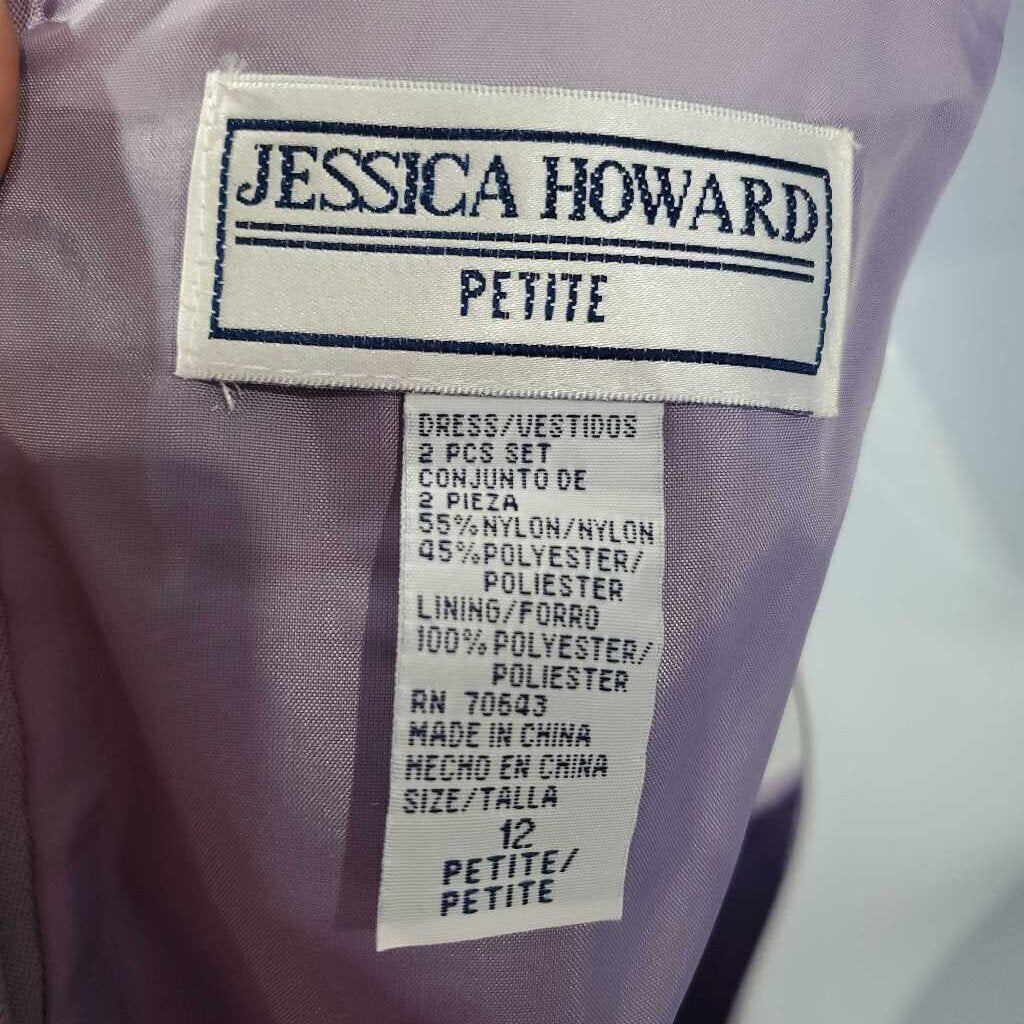 JESSICA HOWARD
PETITE
DRESS/VESTIDOS
2 PCS SET
CONJUNTO DE
2 PIEZA
55% NYLON/NYLON
45% POLYESTER/
POLIESTER
LINING/FORRO
100% POLYESTER/
POLIESTER
RN 70643
MADE IN CHINA
HECHO EN CHINA
SIZE/TALLA
12
PETITE/
PETITE